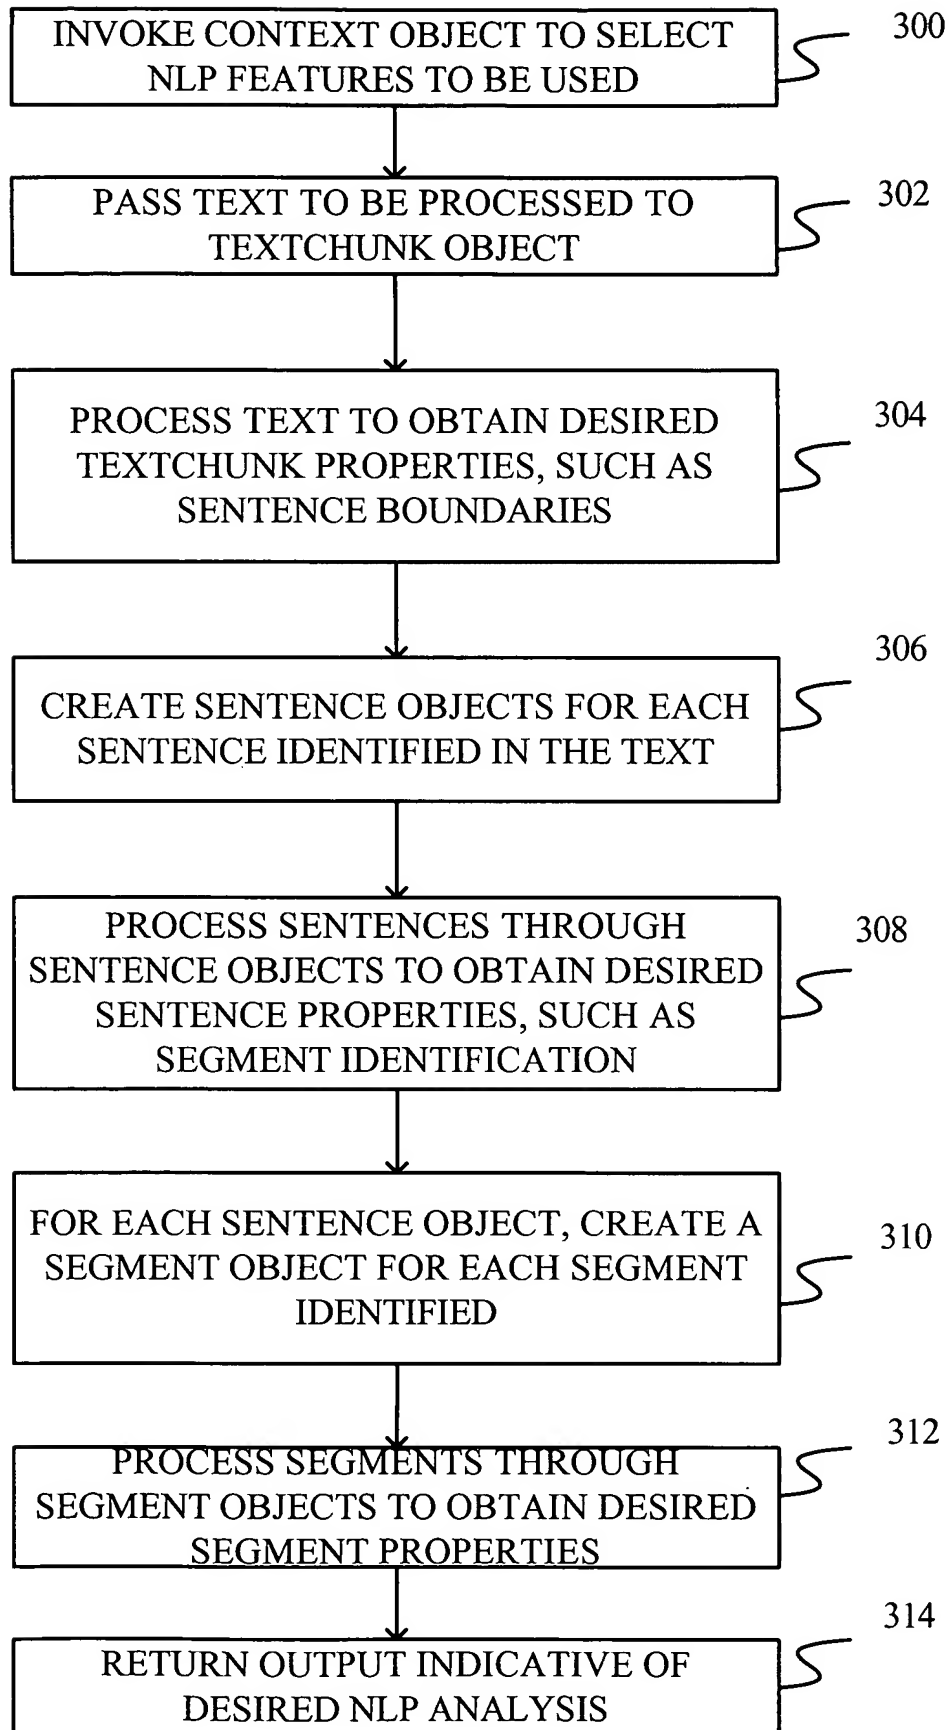 INVOKE CONTEXT OBJECT TO SELECT
NLP FEATURES TO BE USED
300
PASS TEXT TO BE PROCESSED TO
TEXTCHUNK OBJECT
302
PROCESS TEXT TO OBTAIN DESIRED
TEXTCHUNK PROPERTIES, SUCH AS
SENTENCE BOUNDARIES
304
CREATE SENTENCE OBJECTS FOR EACH
SENTENCE IDENTIFIED IN THE TEXT
306
PROCESS SENTENCES THROUGH
SENTENCE OBJECTS TO OBTAIN DESIRED
SENTENCE PROPERTIES, SUCH AS
SEGMENT IDENTIFICATION
308
FOR EACH SENTENCE OBJECT, CREATE A
SEGMENT OBJECT FOR EACH SEGMENT
IDENTIFIED
310
PROCESS SEGMENTS THROUGH
SEGMENT OBJECTS TO OBTAIN DESIRED
SEGMENT PROPERTIES
312
RETURN OUTPUT INDICATIVE OF
DESIRED NLP ANALYSIS
314